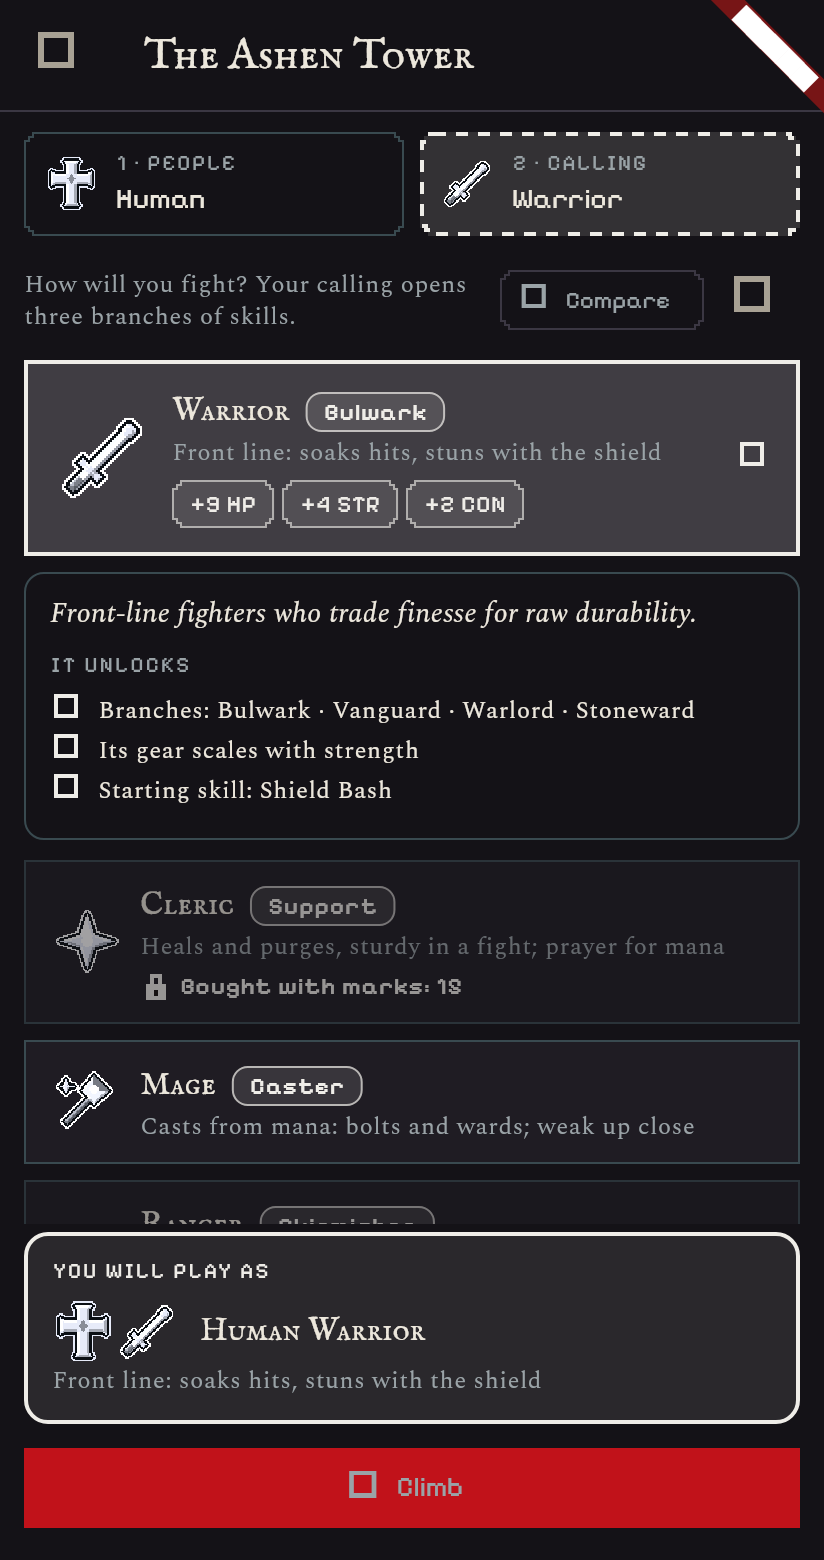 The Ashen Tower
1 · PEOPLE
Human
2 · CALLING
Warrior
How will you fight? Your calling opens
three branches of skills.
Compare
Warrior
Bulwark
Front line: soaks hits, stuns with the shield
+9 HP
+4 STR
+2 CON
Front-line fighters who trade finesse for raw durability.
IT UNLOCKS
Branches: Bulwark · Vanguard · Warlord · Stoneward
Its gear scales with strength
Starting skill: Shield Bash
Cleric
Support
Heals and purges, sturdy in a fight; prayer for mana
Bought with marks: 18
Mage
Caster
Casts from mana: bolts and wards; weak up close
Ranger
Skirmisher
YOU WILL PLAY AS
Human Warrior
Front line: soaks hits, stuns with the shield
Climb